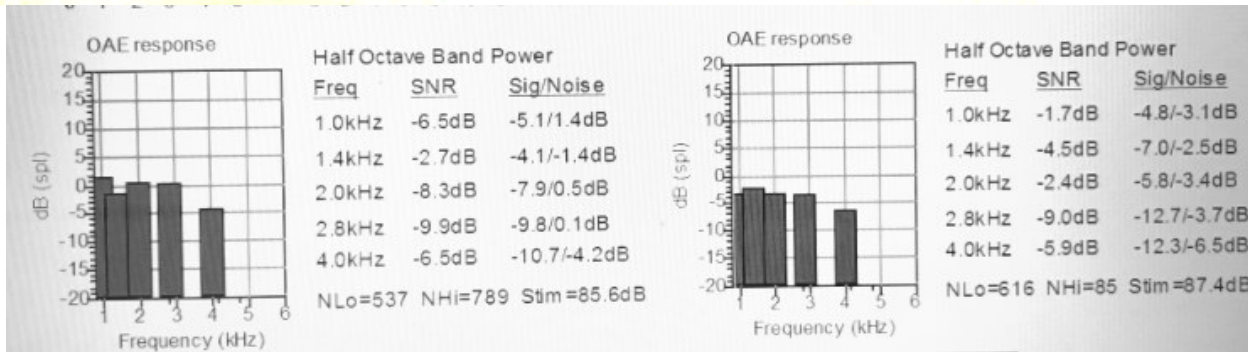 OAE response
Half Octave Band Power
Freq SNR Sig/Noise
1.0kHz -6.5dB -5.1/1.4dB
1.4kHz -2.7dB -4.1/-1.4dB
2.0kHz -8.3dB -7.9/0.5dB
2.8kHz -9.9dB -9.8/0.1dB
4.0kHz -6.5dB -10.7/-4.2dB
NLo=537 NHi=789 Stim=85.6dB
20
15
10
5
0
-5
-10
-15
-20
dB (spl)
1 2 3 4 5 6
Frequency (kHz)
OAE response
Half Octave Band Power
Freq SNR Sig/Noise
1.0kHz -1.7dB -4.8/-3.1dB
1.4kHz -4.5dB -7.0/-2.5dB
2.0kHz -2.4dB -5.8/-3.4dB
2.8kHz -9.0dB -12.7/-3.7dB
4.0kHz -5.9dB -12.3/-6.5dB
NLo=616 NHi=85 Stim=87.4dB
20
15
10
5
0
-5
-10
-15
-20
dB (spl)
1 2 3 4 5 6
Frequency (kHz)